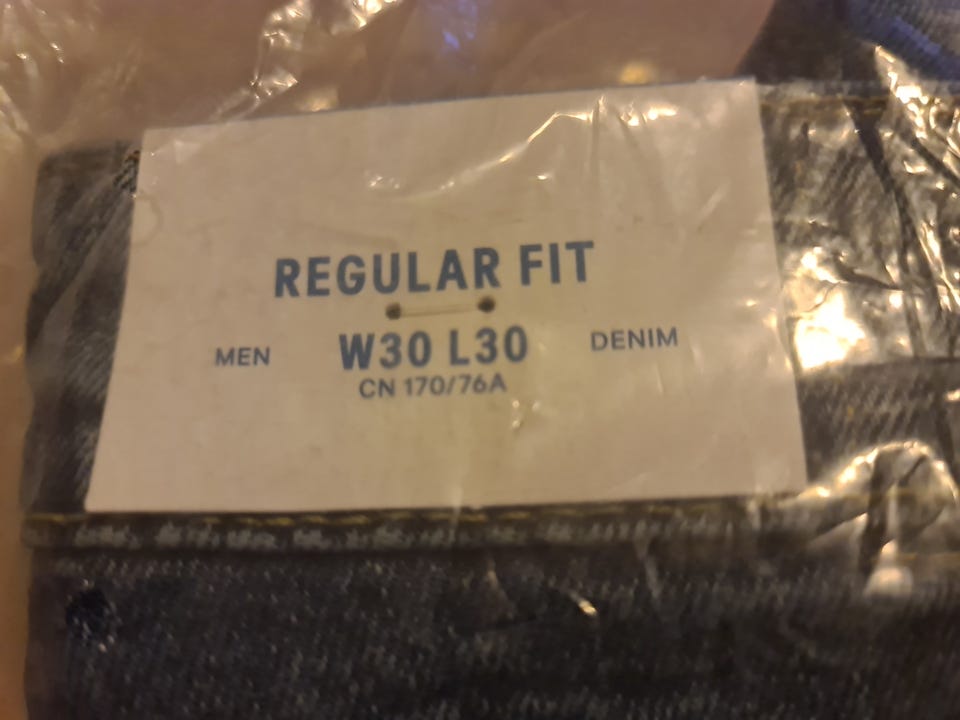 REGULAR FIT
MEN W30 L30 DENIM
CN 170/76A